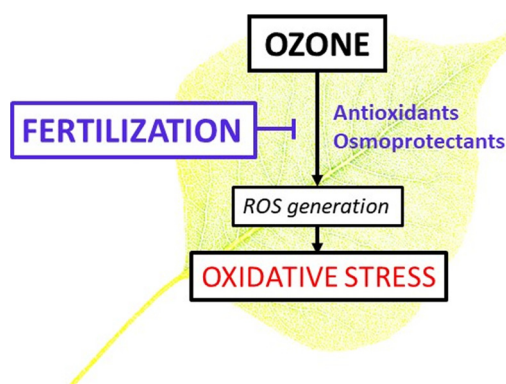 OZONE
FERTILIZATION
Antioxidants
Osmoprotectants
ROS generation
OXIDATIVE STRESS